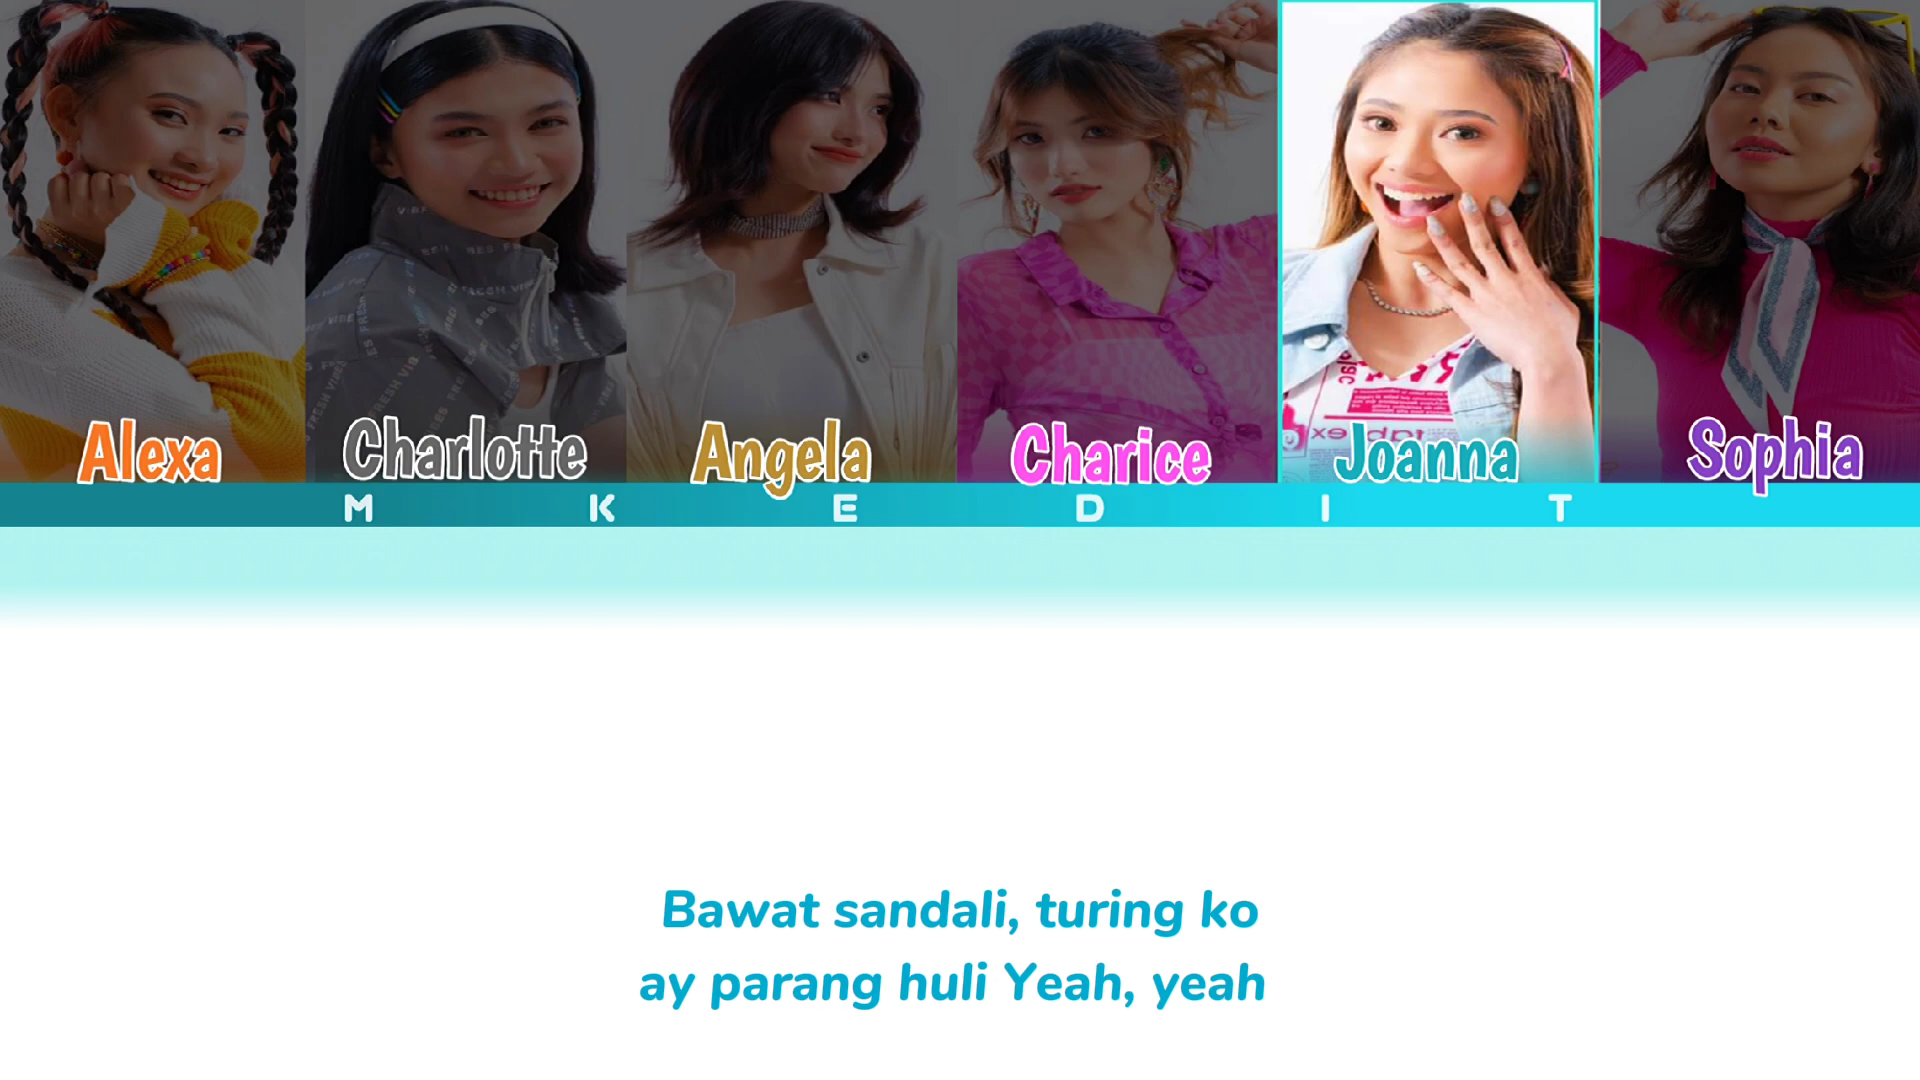 Alexa
Charlotte
Angela
Charice
Joanna
Sophia
M K E D I T
Bawat sandali, turing ko
ay parang huli Yeah, yeah